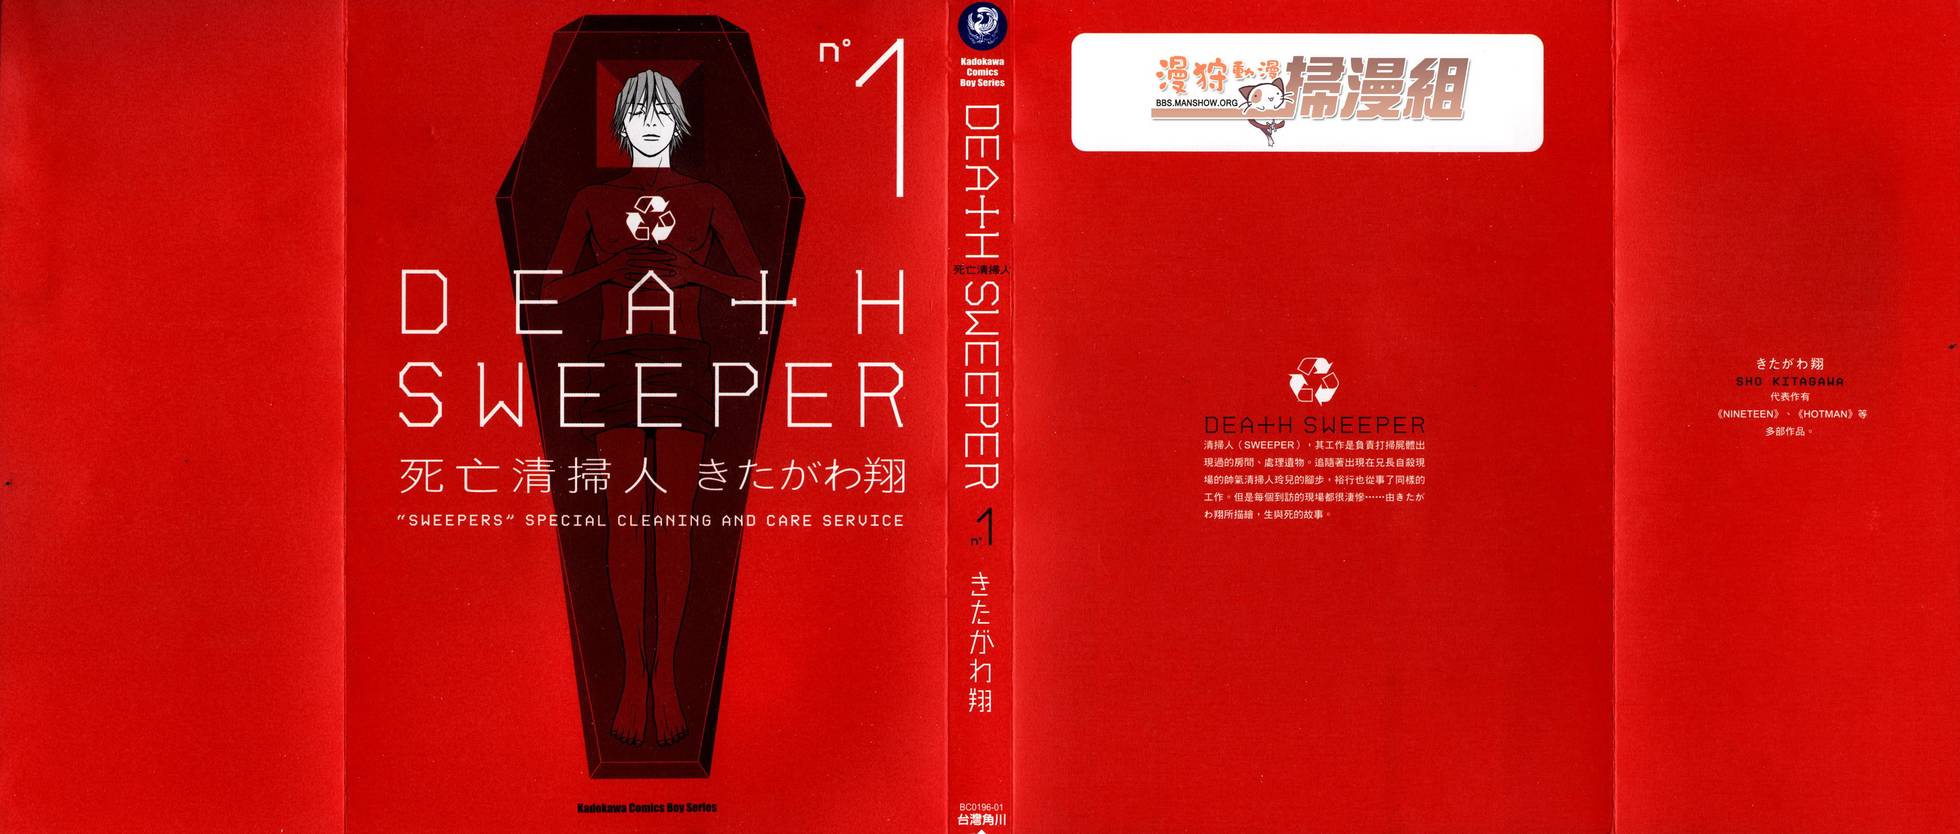 n° 1
DEATH
SWEEPER
死亡清掃人 きたがわ翔
“SWEEPERS” SPECIAL CLEANING AND CARE SERVICE
Kadokawa Comics Boy Series
Kadokawa
Comics
Boy Series
DEATH SWEEPER
死亡清掃人
n° 1
きたがわ翔
BC0196-01
台灣角川
漫狩動漫掃漫組
BBS.MANSHOW.ORG
DEATH SWEEPER
清掃人（SWEEPER），其工作是負責打掃屍體出
現過的房間、處理遺物。追隨著出現在兄長自殺現
場的帥氣清掃人玲兒的腳步，裕行也從事了同樣的
工作。但是每個到訪的現場都很淒慘……由きたが
わ翔所描繪，生與死的故事。
きたがわ翔
SHO KITAGAWA
代表作有
《NINETEEN》、《HOTMAN》等
多部作品。